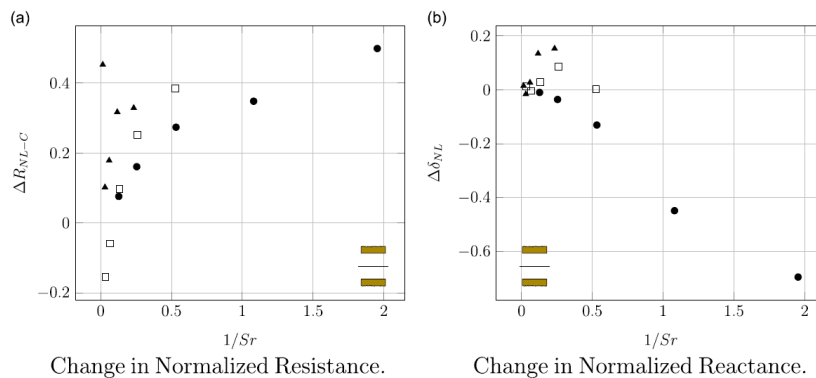 (a)
0.4
0.2
0
−0.2
ΔR_{NL−C}
0 0.5 1 1.5 2
1/Sr
Change in Normalized Resistance.
(b)
0.2
0
−0.2
−0.4
−0.6
Δδ_{NL}
0 0.5 1 1.5 2
1/Sr
Change in Normalized Reactance.